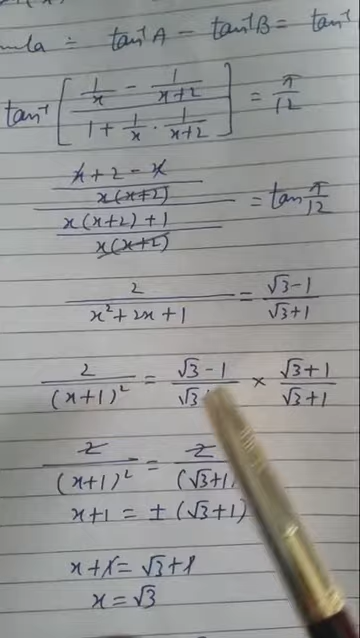 mula ÷ tan⁻¹A − tan⁻¹B = tan⁻¹
tan⁻¹ [ (1/x − 1/(x+2)) / (1 + 1/x · 1/(x+2)) ] = π/12
((x + 2 − x) / (x(x+2))) / ((x(x+2) + 1) / (x(x+2))) = tan π/12
2 / (x² + 2x + 1) = (√3 − 1) / (√3 + 1)
2 / (x+1)² = (√3 − 1) / (√3 × (√3 + 1) / (√3 + 1)
2 / (x+1)² = 2 / (√3+1)
x+1 = ± (√3+1)
x + 1 = √3 + 1
x = √3